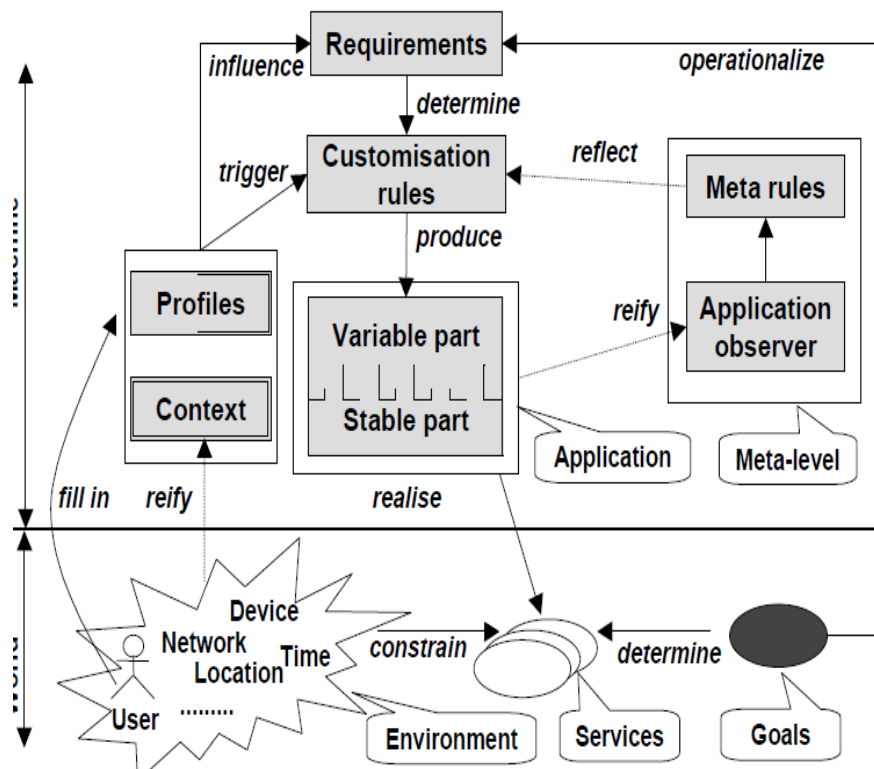 Requirements
influence
operationalize
determine
Customisation
rules
reflect
trigger
Meta rules
produce
Profiles
Variable part
reify
Application
observer
Context
Stable part
Application
Meta-level
fill in
reify
realise
Device
Network
Location
Time
constrain
determine
User
.........
Environment
Services
Goals